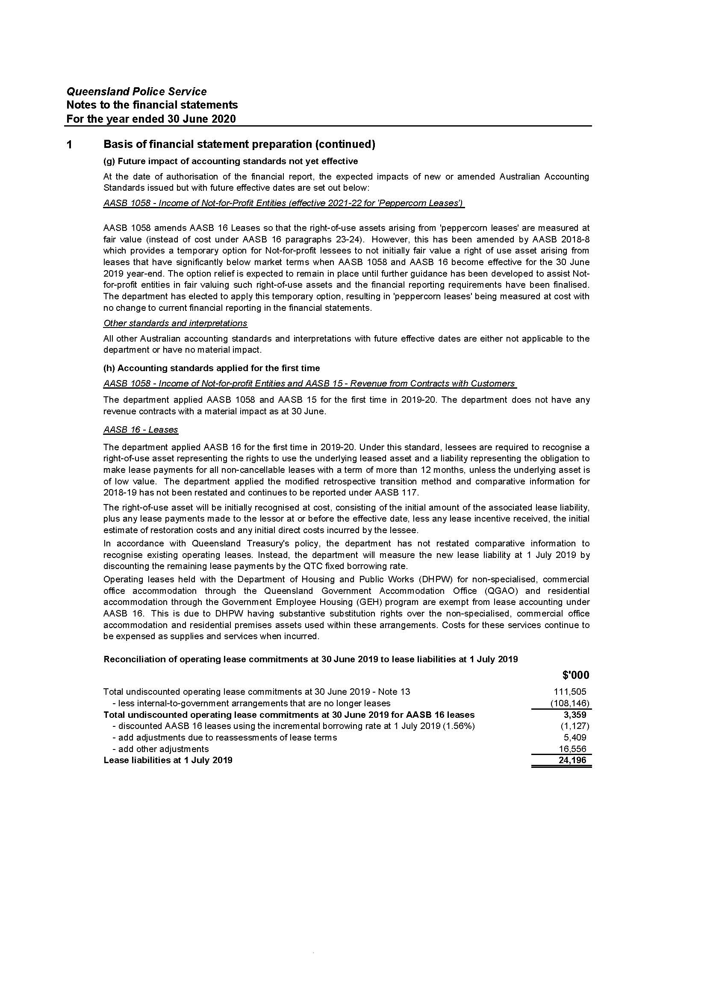 Queensland Police Service
Notes to the financial statements
For the year ended 30 June 2020
1 Basis of financial statement preparation (continued)
(g) Future impact of accounting standards not yet effective
At the date of authorisation of the financial report, the expected impacts of new or amended Australian Accounting
Standards issued but with future effective dates are set out below:
AASB 1058 - Income of Not-for-Profit Entities (effective 2021-22 for 'Peppercorn Leases')
AASB 1058 amends AASB 16 Leases so that the right-of-use assets arising from 'peppercorn leases' are measured at
fair value (instead of cost under AASB 16 paragraphs 23-24). However, this has been amended by AASB 2018-8
which provides a temporary option for Not-for-profit lessees to not initially fair value a right of use asset arising from
leases that have significantly below market terms when AASB 1058 and AASB 16 become effective for the 30 June
2019 year-end. The option relief is expected to remain in place until further guidance has been developed to assist Not-
for-profit entities in fair valuing such right-of-use assets and the financial reporting requirements have been finalised.
The department has elected to apply this temporary option, resulting in 'peppercorn leases' being measured at cost with
no change to current financial reporting in the financial statements.
Other standards and interpretations
All other Australian accounting standards and interpretations with future effective dates are either not applicable to the
department or have no material impact.
(h) Accounting standards applied for the first time
AASB 1058 - Income of Not-for-profit Entities and AASB 15 - Revenue from Contracts with Customers
The department applied AASB 1058 and AASB 15 for the first time in 2019-20. The department does not have any
revenue contracts with a material impact as at 30 June.
AASB 16 - Leases
The department applied AASB 16 for the first time in 2019-20. Under this standard, lessees are required to recognise a
right-of-use asset representing the rights to use the underlying leased asset and a liability representing the obligation to
make lease payments for all non-cancellable leases with a term of more than 12 months, unless the underlying asset is
of low value. The department applied the modified retrospective transition method and comparative information for
2018-19 has not been restated and continues to be reported under AASB 117.
The right-of-use asset will be initially recognised at cost, consisting of the initial amount of the associated lease liability,
plus any lease payments made to the lessor at or before the effective date, less any lease incentive received, the initial
estimate of restoration costs and any initial direct costs incurred by the lessee.
In accordance with Queensland Treasury's policy, the department has not restated comparative information to
recognise existing operating leases. Instead, the department will measure the new lease liability at 1 July 2019 by
discounting the remaining lease payments by the QTC fixed borrowing rate.
Operating leases held with the Department of Housing and Public Works (DHPW) for non-specialised, commercial
office accommodation through the Queensland Government Accommodation Office (QGAO) and residential
accommodation through the Government Employee Housing (GEH) program are exempt from lease accounting under
AASB 16. This is due to DHPW having substantive substitution rights over the non-specialised, commercial office
accommodation and residential premises assets used within these arrangements. Costs for these services continue to
be expensed as supplies and services when incurred.
Reconciliation of operating lease commitments at 30 June 2019 to lease liabilities at 1 July 2019
$'000
Total undiscounted operating lease commitments at 30 June 2019 - Note 13 111,505
- less internal-to-government arrangements that are no longer leases (108,146)
Total undiscounted operating lease commitments at 30 June 2019 for AASB 16 leases 3,359
- discounted AASB 16 leases using the incremental borrowing rate at 1 July 2019 (1.56%) (1,127)
- add adjustments due to reassessments of lease terms 5,409
- add other adjustments 16,556
Lease liabilities at 1 July 2019 24,196